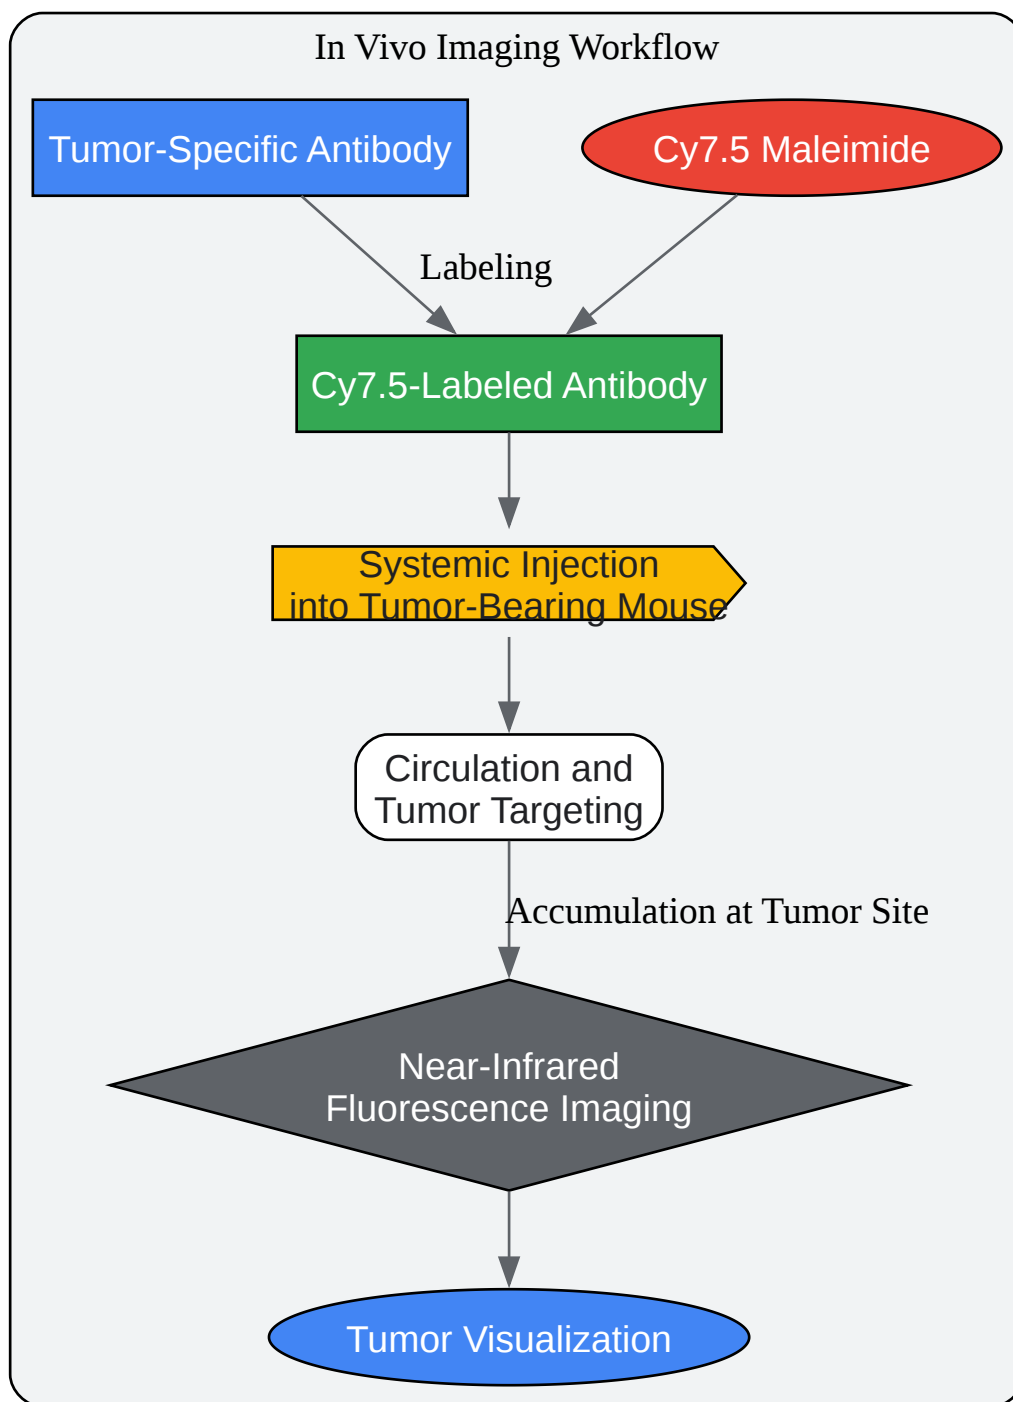 In Vivo Imaging Workflow
Tumor-Specific Antibody
Cy7.5 Maleimide
Labeling
Cy7.5-Labeled Antibody
Systemic Injection
into Tumor-Bearing Mouse
Circulation and
Tumor Targeting
Accumulation at Tumor Site
Near-Infrared
Fluorescence Imaging
Tumor Visualization